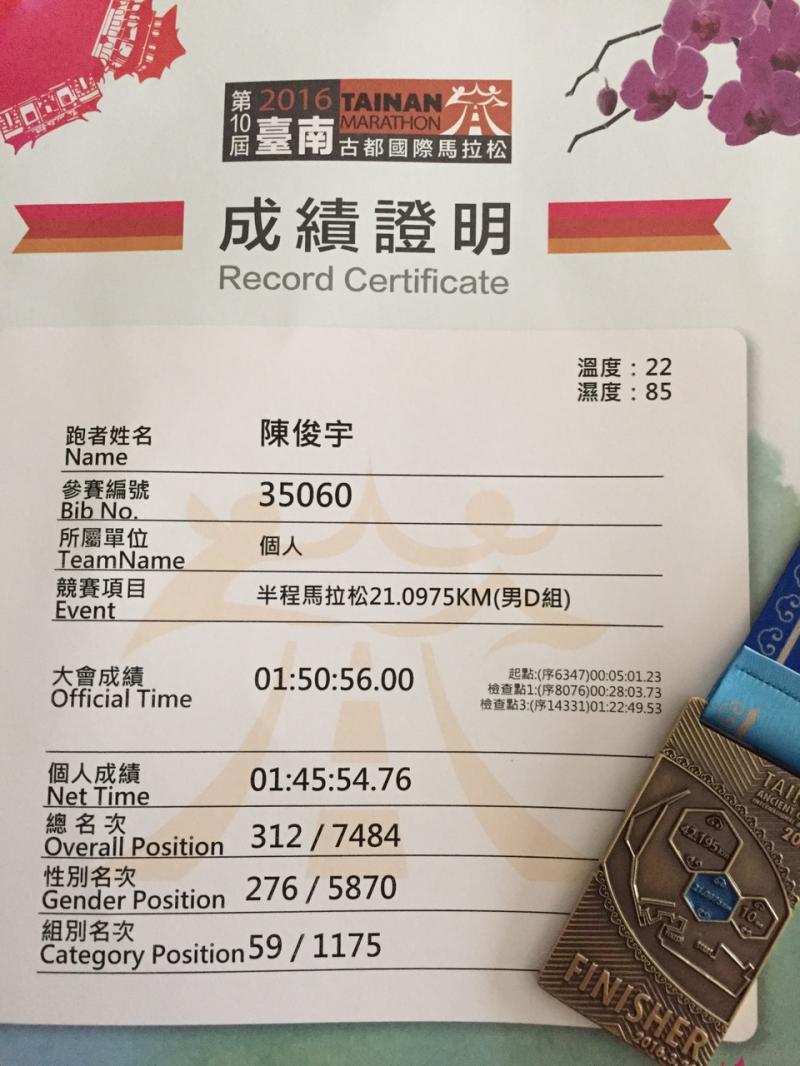 第10屆 2016 臺南 TAINAN MARATHON
古都國際馬拉松
成績證明
Record Certificate
溫度：22
濕度：85
跑者姓名 陳俊宇
Name
參賽編號 35060
Bib No.
所屬單位 個人
TeamName
競賽項目 半程馬拉松21.0975KM(男D組)
Event
大會成績 01:50:56.00
Official Time
起點:(序6347)00:05:01.23
檢查點1:(序8076)00:28:03.73
檢查點3:(序14331)01:22:49.53
個人成績 01:45:54.76
Net Time
總名次 312 / 7484
Overall Position
性別名次 276 / 5870
Gender Position
組別名次 59 / 1175
Category Position
ANCIENT
42.195
10
FINISHER